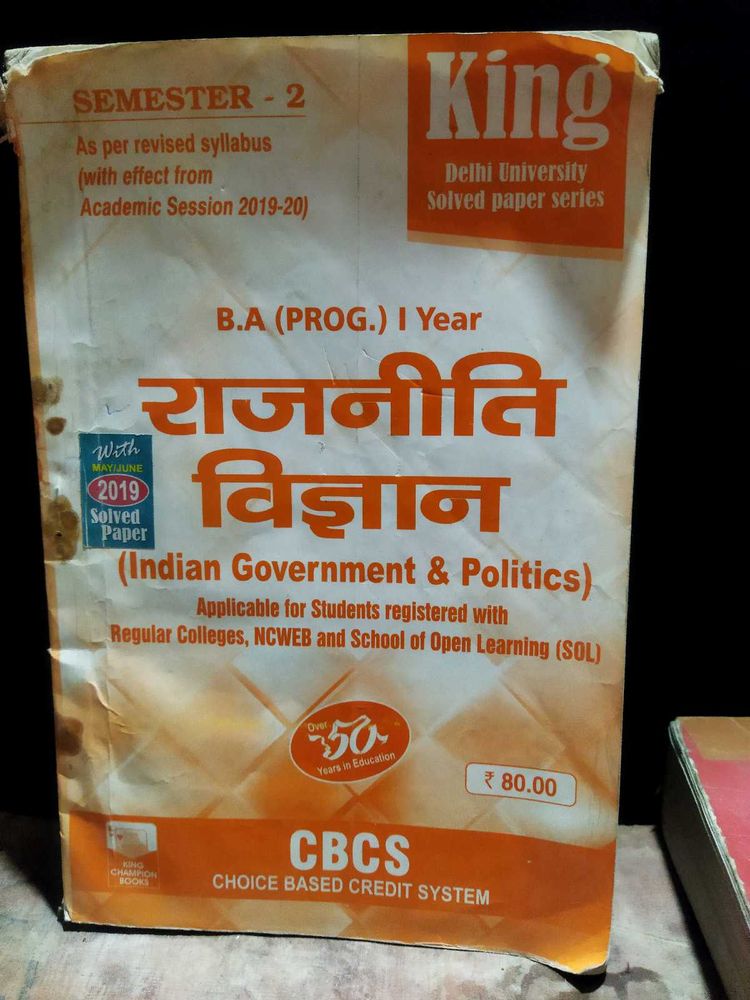 SEMESTER - 2
As per revised syllabus
(with effect from
Academic Session 2019-20)
King
Delhi University
Solved paper series
B.A (PROG.) I Year
राजनीति
विज्ञान
With
MAY/JUNE
2019
Solved
Paper
(Indian Government & Politics)
Applicable for Students registered with
Regular Colleges, NCWEB and School of Open Learning (SOL)
Over
50
Years in Education
₹ 80.00
KING
CHAMPION
BOOKS
CBCS
CHOICE BASED CREDIT SYSTEM